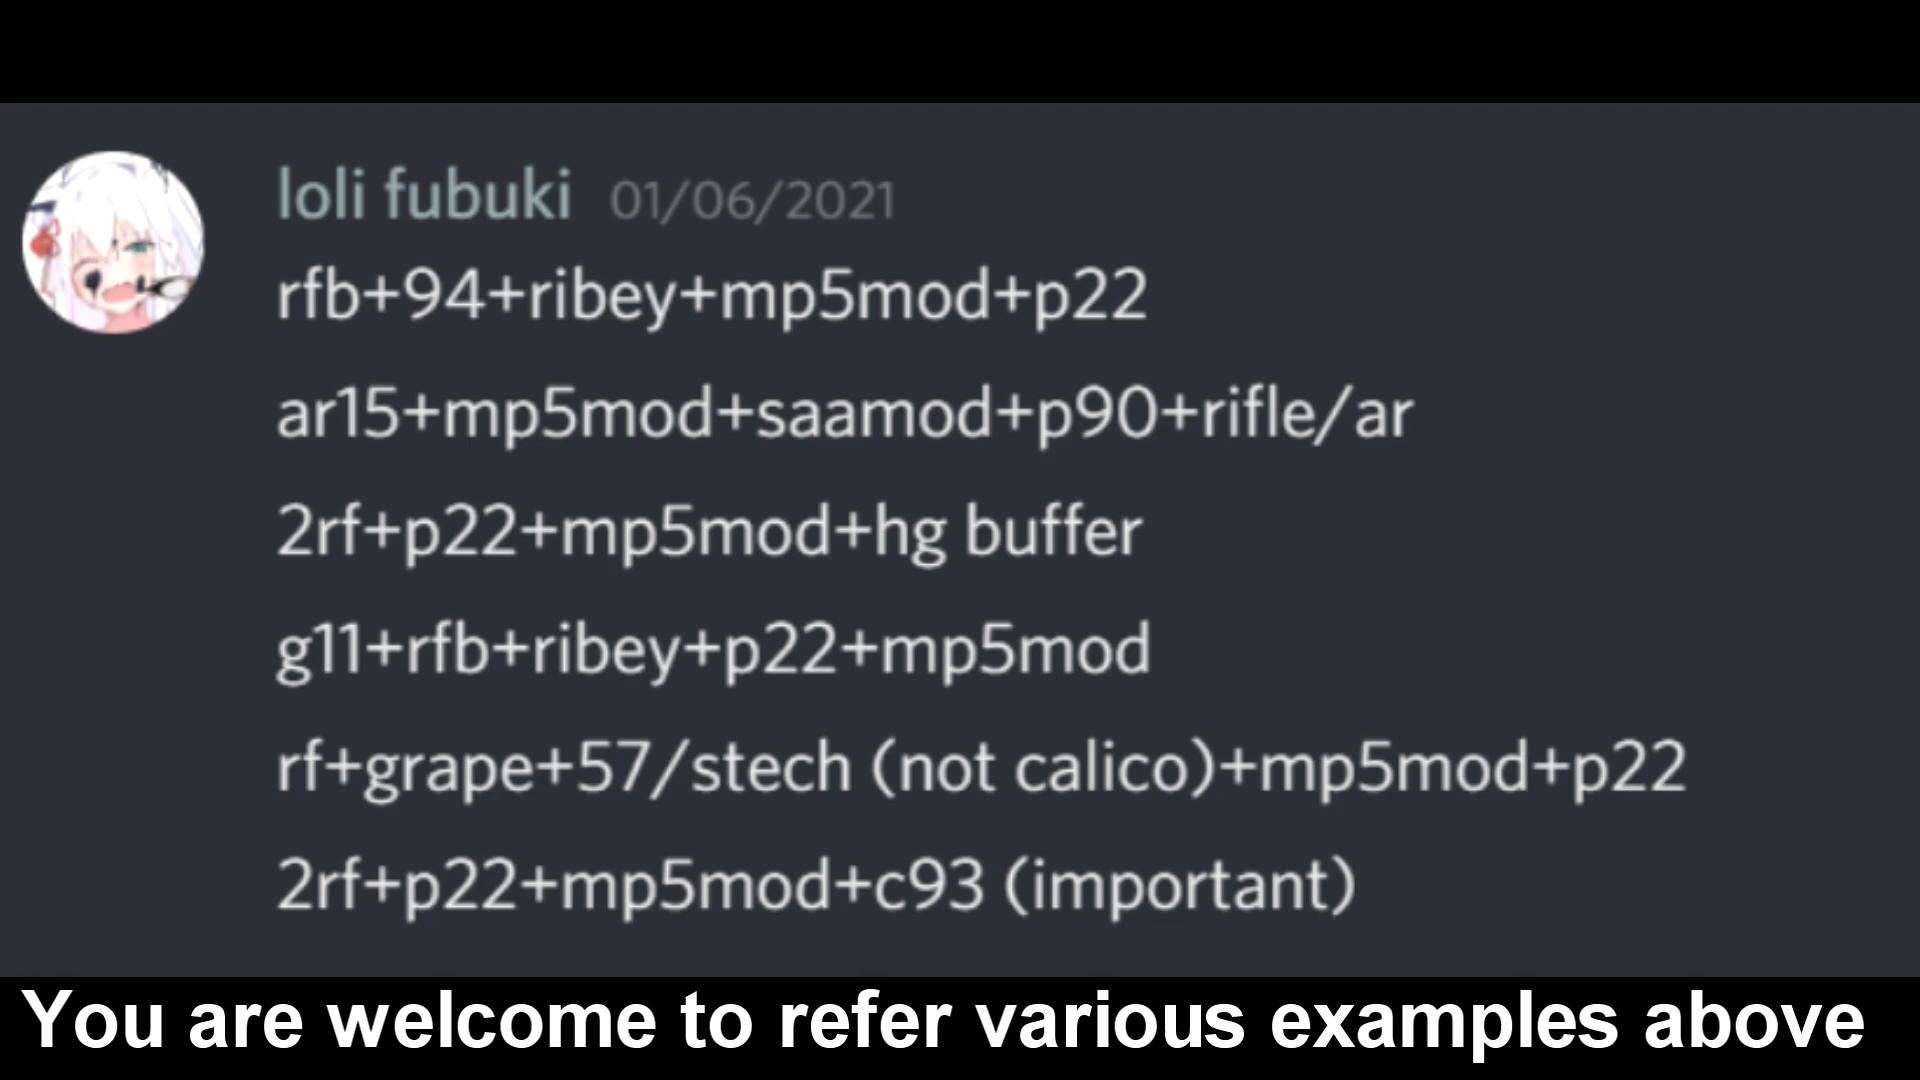 loli fubuki 01/06/2021
rfb+94+ribey+mp5mod+p22
ar15+mp5mod+saamod+p90+rifle/ar
2rf+p22+mp5mod+hg buffer
g11+rfb+ribey+p22+mp5mod
rf+grape+57/stech (not calico)+mp5mod+p22
2rf+p22+mp5mod+c93 (important)
You are welcome to refer various examples above